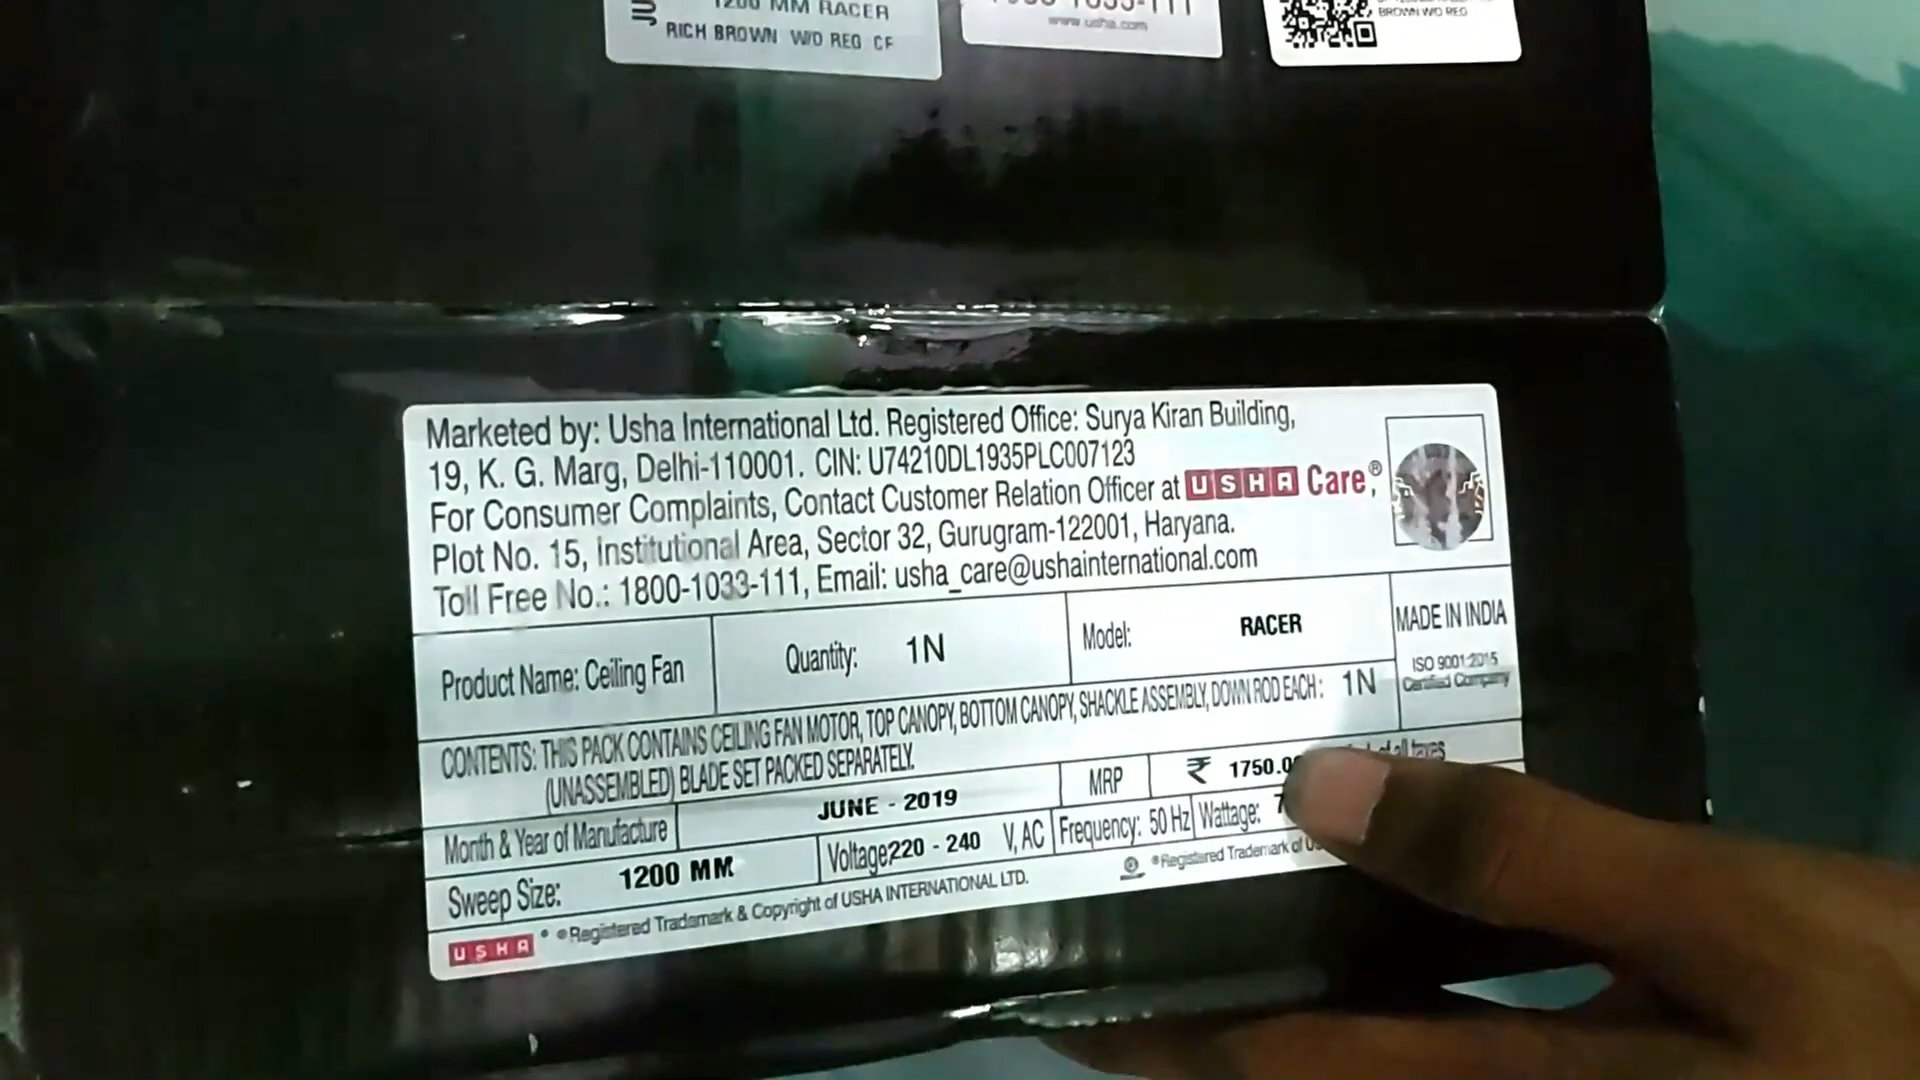 1200 MM RACER
RICH BROWN W/O REG CF
www.usha.com
BROWN W/O REG
Marketed by: Usha International Ltd. Registered Office: Surya Kiran Building,
19, K. G. Marg, Delhi-110001. CIN: U74210DL1935PLC007123
For Consumer Complaints, Contact Customer Relation Officer at USHA Care®,
Plot No. 15, Institutional Area, Sector 32, Gurugram-122001, Haryana.
Toll Free No.: 1800-1033-111, Email: usha_care@ushainternational.com
Product Name: Ceiling Fan Quantity: 1N Model: RACER MADE IN INDIA
ISO 9001:2015
Certified Company
CONTENTS: THIS PACK CONTAINS CEILING FAN MOTOR, TOP CANOPY, BOTTOM CANOPY, SHACKLE ASSEMBLY, DOWN ROD EACH: 1N
(UNASSEMBLED) BLADE SET PACKED SEPARATELY.
Month & Year of Manufacture JUNE - 2019 MRP ₹ 1750.0 of all taxes
Sweep Size: 1200 MM Voltage 220 - 240 V, AC Frequency: 50 Hz Wattage: 7
USHA ® ®Registered Trademark & Copyright of USHA INTERNATIONAL LTD. ®Registered Trademark of